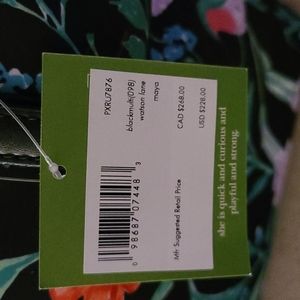 PXRU7876
blackmulti(098)
watson lane
maya
CAD $268.00
USD $228.00
0 98687 07448 3
Mfr Suggested Retail Price
she is quick and curious and
playful and strong.